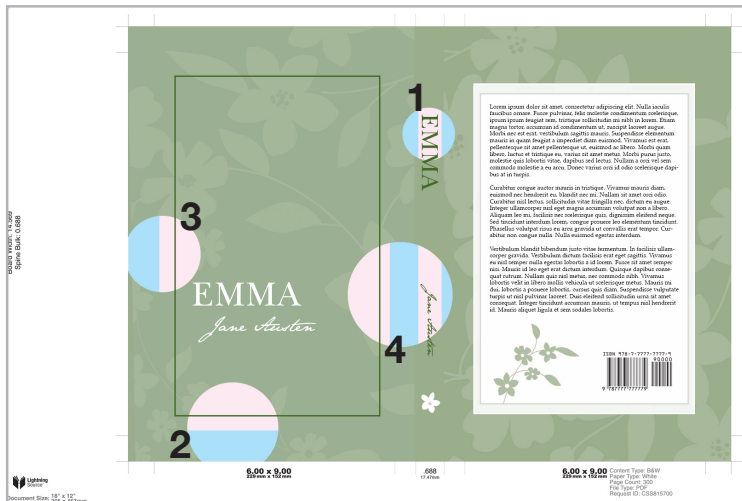 1
EMMA
Jane Austen
3
EMMA
Jane Austen
4
2
Lorem ipsum dolor sit amet, consectetur adipiscing elit. Nulla iaculis
faucibus ornare. Fusce pulvinar, felis molestie condimentum scelerisque,
ipsum ipsum feugiat sem, tristique sollicitudin mi nibh in lorem. Etiam
magna tortor, accumsan id condimentum ut, suscipit laoreet augue.
Morbi nec est erat, vestibulum sagittis mauris. Suspendisse elementum
mauris in quam feugiat a imperdiet diam euismod. Vivamus est erat,
pellentesque sit amet pellentesque ut, euismod ac libero. Morbi quam
libero, luctus et tristique eu, varius sit amet metus. Morbi purus justo,
molestie quis lobortis vitae, dapibus sed lectus. Nullam a orci vel sem
commodo molestie a eu arcu. Donec varius orci id odio scelerisque dapi-
bus at in turpis.
Curabitur congue auctor mauris in tristique. Vivamus mauris diam,
euismod nec hendrerit eu, blandit nec mi. Nullam sit amet orci odio.
Curabitur nisl lectus, sollicitudin vitae fringilla nec, dictum eu augue.
Integer ullamcorper nisl eget magna accumsan volutpat non a libero.
Aliquam leo mi, facilisis nec scelerisque quis, dignissim eleifend neque.
Sed tincidunt interdum lorem, congue posuere leo elementum tincidunt.
Phasellus volutpat risus eu arcu gravida ut convallis erat tempor. Cur-
abitur non congue nulla. Nulla euismod egestas interdum.
Vestibulum blandit bibendum justo vitae fermentum. In facilisis ullam-
corper gravida. Vestibulum dictum facilisis erat eget sagittis. Vivamus
eu nisl semper nulla egestas lobortis a id lorem. Fusce sit amet semper
nisi. Mauris id leo eget erat dictum interdum. Quisque dapibus conse-
quat rutrum. Nullam quis nisl metus, nec commodo nibh. Vivamus
lobortis velit in libero mollis vehicula ut scelerisque metus. Mauris mi
dui, lobortis a posuere lobortis, cursus quis diam. Suspendisse vulputate
turpis ut nisl pulvinar laoreet. Duis eleifend sollicitudin urna sit amet
consequat. Integer tincidunt accumsan mauris, ut tempus nisl hendrerit
id. Mauris aliquet ligula et sem sodales lobortis.
ISBN 978-7-7777-7777-9
90000
9 787777 777779
Board Width: 14.569
Spine Bulk: 0.688
6.00 x 9.00
229 mm x 152 mm
.688
17.47mm
6.00 x 9.00
229 mm x 152 mm
Content Type: B&W
Paper Type: White
Page Count: 300
File Type: PDF
Request ID: CSS815700
Lightning
Source
Document Size: 18" x 12"